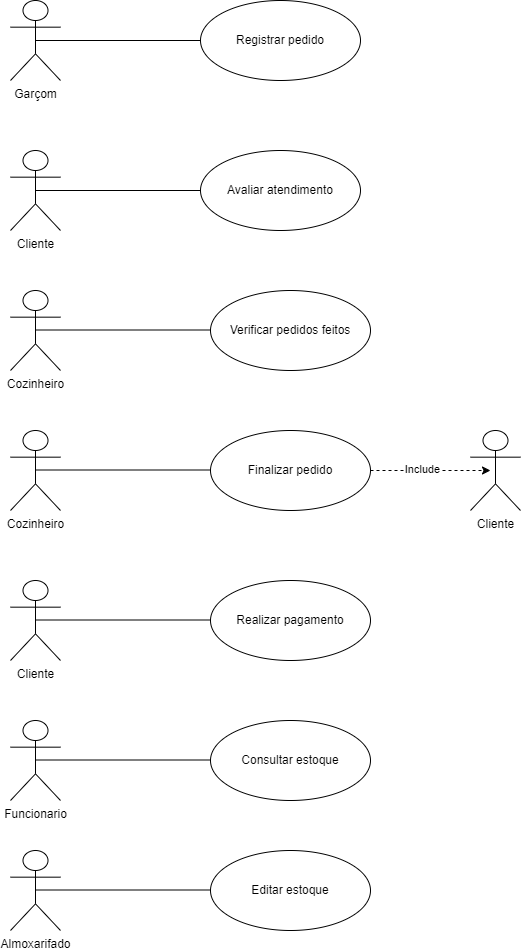 Registrar pedido
Garçom
Avaliar atendimento
Cliente
Verificar pedidos feitos
Cozinheiro
Finalizar pedido
Include
Cozinheiro
Cliente
Realizar pagamento
Cliente
Consultar estoque
Funcionario
Editar estoque
Almoxarifado